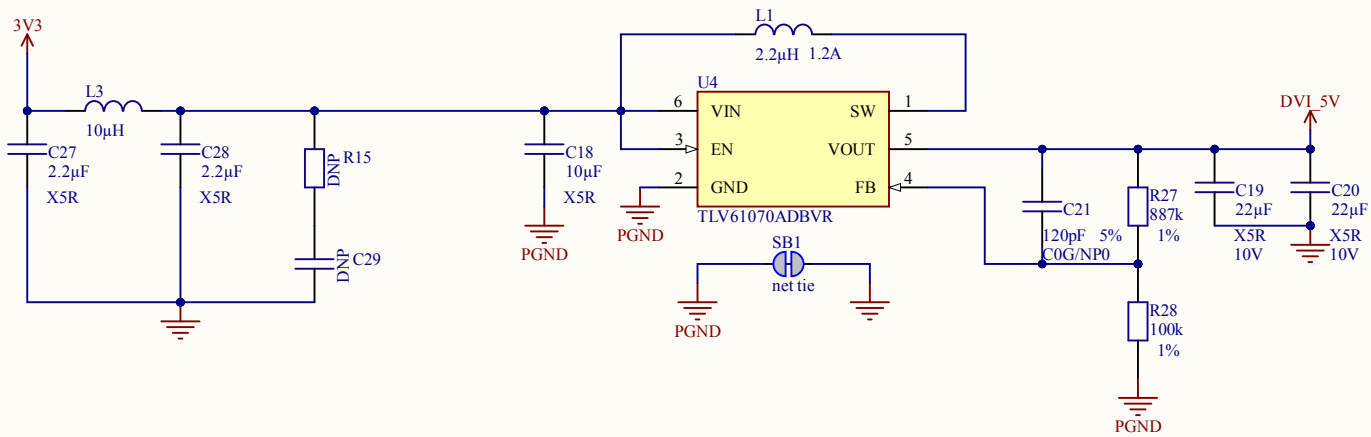 3V3
L3
10µH
C27
2.2µF
X5R
C28
2.2µF
X5R
R15
DNP
C29
DNP
C18
10µF
X5R
PGND
L1
2.2µH 1.2A
U4
6 VIN SW 1
3 EN VOUT 5
2 GND FB 4
TLV61070ADBVR
PGND
SB1
net tie
PGND
C21
120pF 5%
C0G/NP0
R27
887k
1%
R28
100k
1%
PGND
C19
22µF
X5R
10V
DVI_5V
C20
22µF
X5R
10V